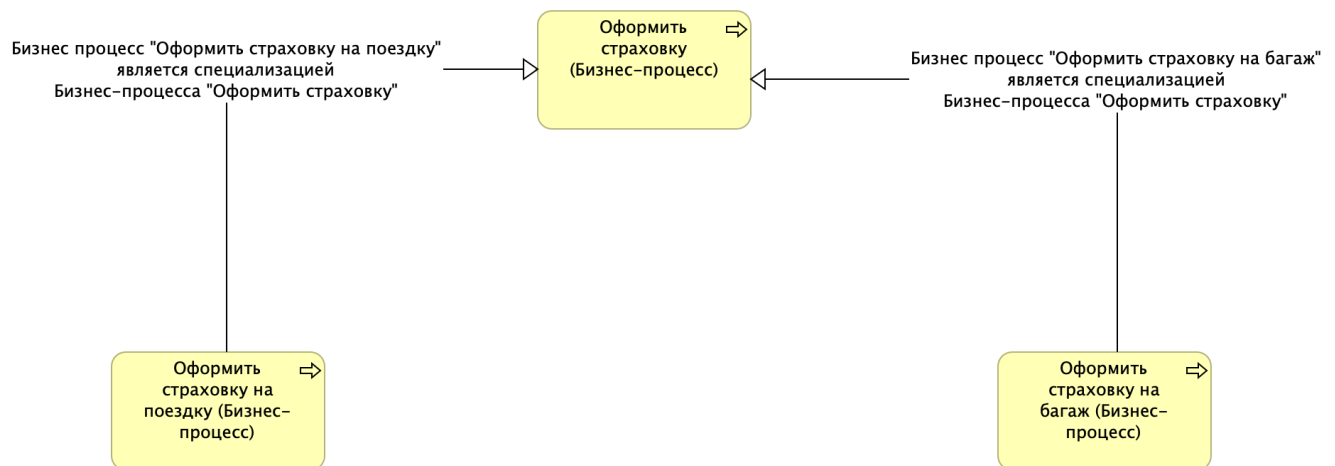 Оформить
страховку
(Бизнес-процесс)
Бизнес процесс "Оформить страховку на поездку"
является специализацией
Бизнес-процесса "Оформить страховку"
Бизнес процесс "Оформить страховку на багаж"
является специализацией
Бизнес-процесса "Оформить страховку"
Оформить
страховку на
поездку (Бизнес-
процесс)
Оформить
страховку на
багаж (Бизнес-
процесс)